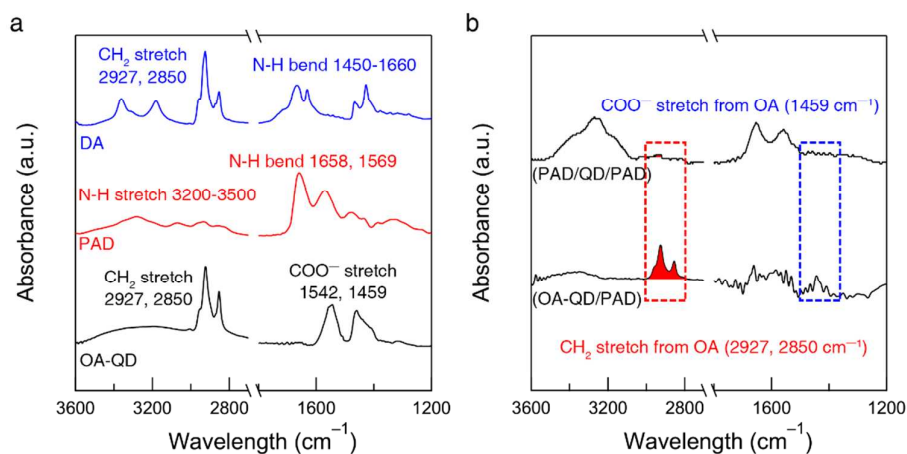 a
CH₂ stretch
2927, 2850
N-H bend 1450-1660
DA
N-H bend 1658, 1569
N-H stretch 3200-3500
PAD
CH₂ stretch
2927, 2850
COO⁻ stretch
1542, 1459
OA-QD
Absorbance (a.u.)
3600 3200 2800 1600 1200
Wavelength (cm⁻¹)
b
COO⁻ stretch from OA (1459 cm⁻¹)
(PAD/QD/PAD)
(OA-QD/PAD)
CH₂ stretch from OA (2927, 2850 cm⁻¹)
Absorbance (a.u.)
3600 3200 2800 1600 1200
Wavelength (cm⁻¹)